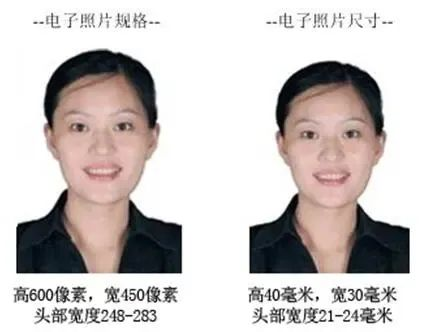 --电子照片规格--
--电子照片尺寸--
高600像素，宽450像素
头部宽度248-283
高40毫米，宽30毫米
头部宽度21-24毫米